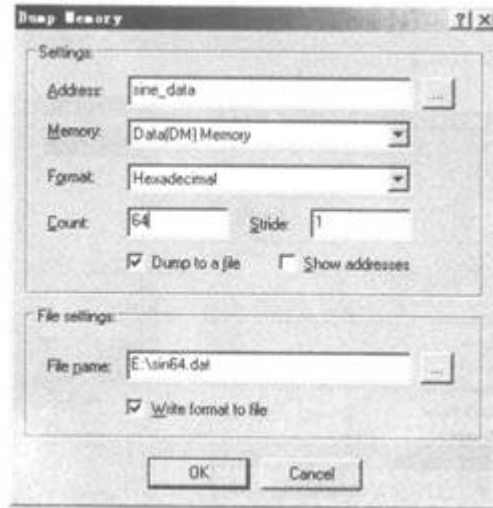 Dump Memory
Settings:
Address: sine_data ...
Memory: Data(DM) Memory
Format: Hexadecimal
Count: 64 Stride: 1
Dump to a file Show addresses
File settings:
File name: E:\sin64.dat ...
Write format to file
OK Cancel